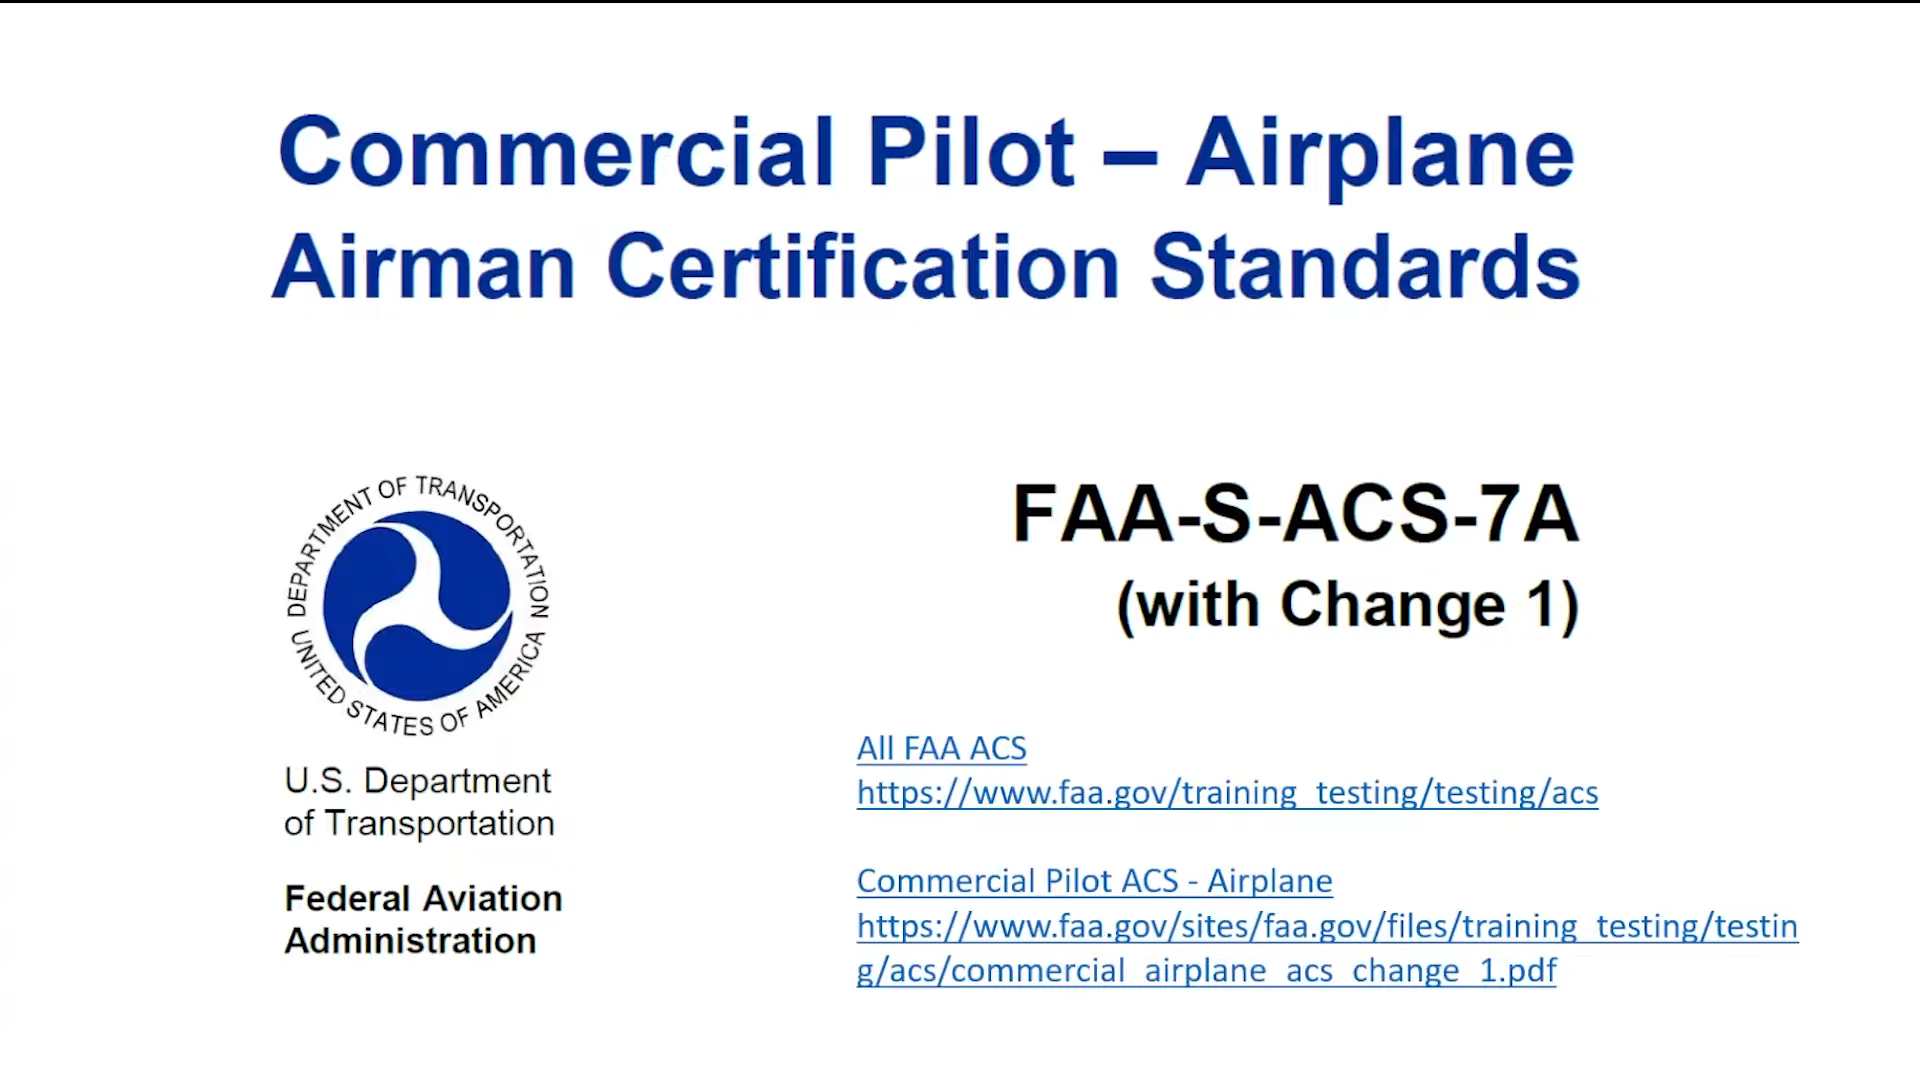 Commercial Pilot – Airplane
Airman Certification Standards
DEPARTMENT OF TRANSPORTATION
UNITED STATES OF AMERICA
U.S. Department
of Transportation
Federal Aviation
Administration
FAA-S-ACS-7A
(with Change 1)
All FAA ACS
https://www.faa.gov/training_testing/testing/acs
Commercial Pilot ACS - Airplane
https://www.faa.gov/sites/faa.gov/files/training_testing/testin
g/acs/commercial_airplane_acs_change_1.pdf